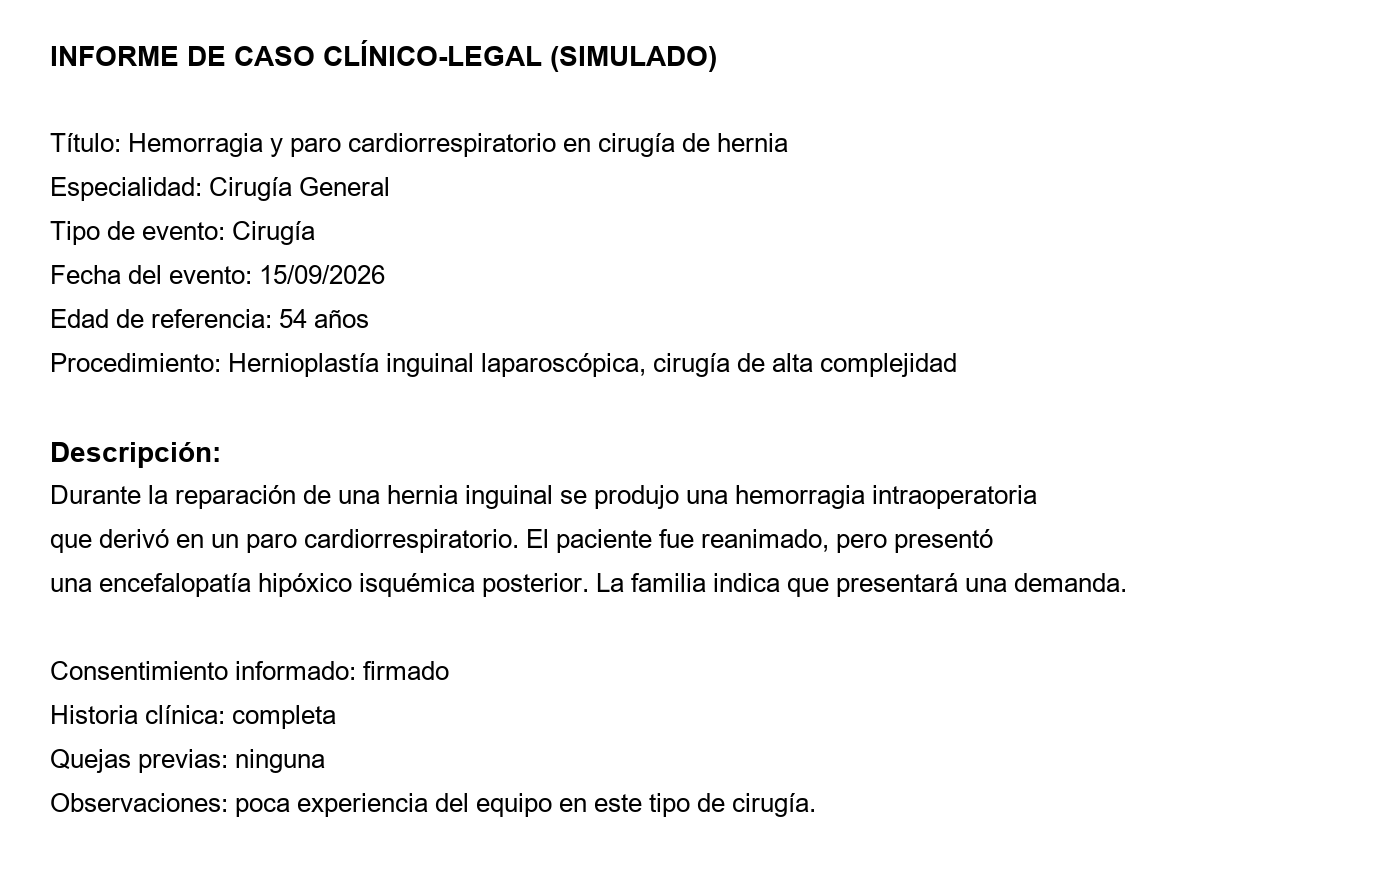 INFORME DE CASO CLÍNICO-LEGAL (SIMULADO)
Título: Hemorragia y paro cardiorrespiratorio en cirugía de hernia
Especialidad: Cirugía General
Tipo de evento: Cirugía
Fecha del evento: 15/09/2026
Edad de referencia: 54 años
Procedimiento: Hernioplastía inguinal laparoscópica, cirugía de alta complejidad
Descripción:
Durante la reparación de una hernia inguinal se produjo una hemorragia intraoperatoria
que derivó en un paro cardiorrespiratorio. El paciente fue reanimado, pero presentó
una encefalopatía hipóxico isquémica posterior. La familia indica que presentará una demanda.
Consentimiento informado: firmado
Historia clínica: completa
Quejas previas: ninguna
Observaciones: poca experiencia del equipo en este tipo de cirugía.